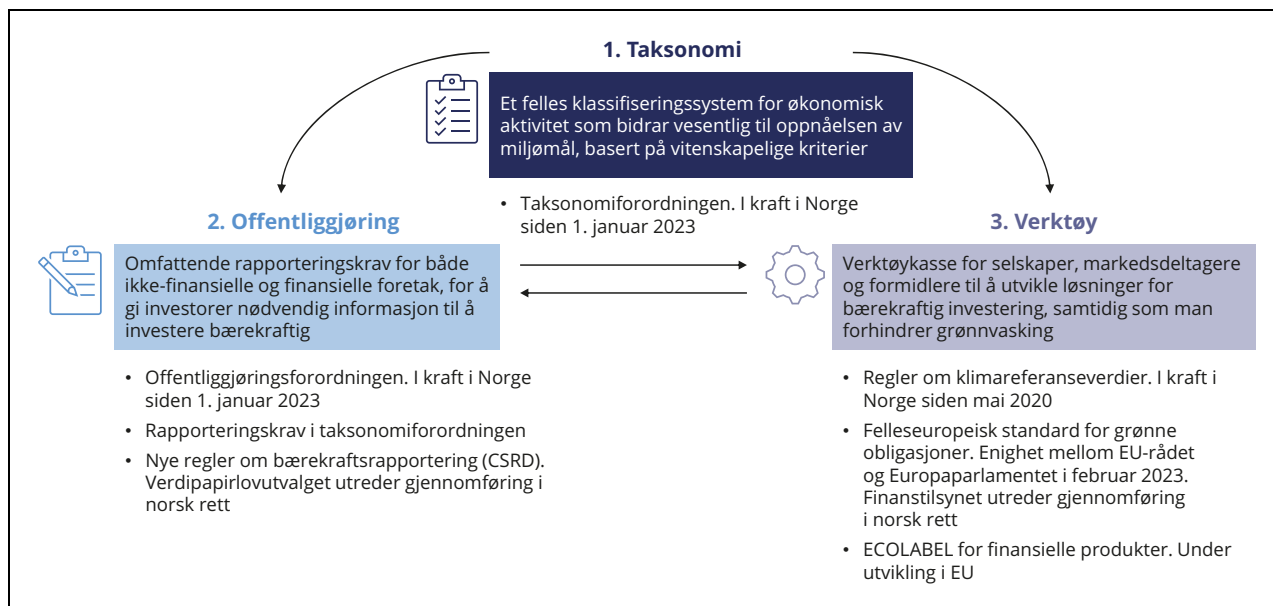 1. Taksonomi
Et felles klassifiseringssystem for økonomisk
aktivitet som bidrar vesentlig til oppnåelsen av
miljømål, basert på vitenskapelige kriterier
• Taksonomiforordningen. I kraft i Norge
siden 1. januar 2023
2. Offentliggjøring
Omfattende rapporteringskrav for både
ikke-finansielle og finansielle foretak, for å
gi investorer nødvendig informasjon til å
investere bærekraftig
• Offentliggjøringsforordningen. I kraft i Norge
siden 1. januar 2023
• Rapporteringskrav i taksonomiforordningen
• Nye regler om bærekraftsrapportering (CSRD).
Verdipapirlovutvalget utreder gjennomføring i
norsk rett
3. Verktøy
Verktøykasse for selskaper, markedsdeltagere
og formidlere til å utvikle løsninger for
bærekraftig investering, samtidig som man
forhindrer grønnvasking
• Regler om klimareferanseverdier. I kraft i
Norge siden mai 2020
• Felleseuropeisk standard for grønne
obligasjoner. Enighet mellom EU-rådet
og Europaparlamentet i februar 2023.
Finanstilsynet utreder gjennomføring
i norsk rett
• ECOLABEL for finansielle produkter. Under
utvikling i EU